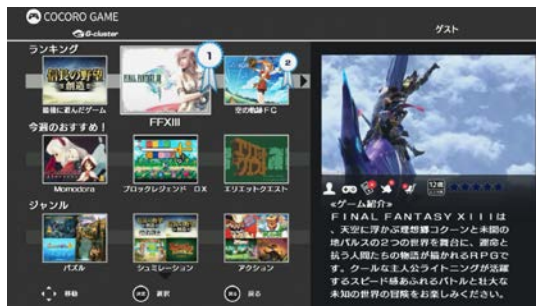 COCORO GAME
G-cluster
ゲスト
ランキング
信長の野望
創造
1
FINAL FANTASY XIII
2
最後に遊んだゲーム
FFXIII
空の軌跡FC
今週のおすすめ！
Momodora
ブロックレジェンド DX
エリエットクエスト
ジャンル
パズル
シュミレーション
アクション
移動
決定
選択
戻る
戻る
12歳
≪ゲーム紹介≫
ＦＩＮＡＬ ＦＡＮＴＡＳＹ ＸＩＩＩは
、天空に浮かぶ理想郷コクーンと未開の
地パルスの２つの世界を舞台に、運命と
抗う人間たちの物語が描かれるＲＰＧで
す。クールな主人公ライトニングが活躍
するスピード感あふれるバトルと壮大な
未知の世界の冒険をお楽しみください。